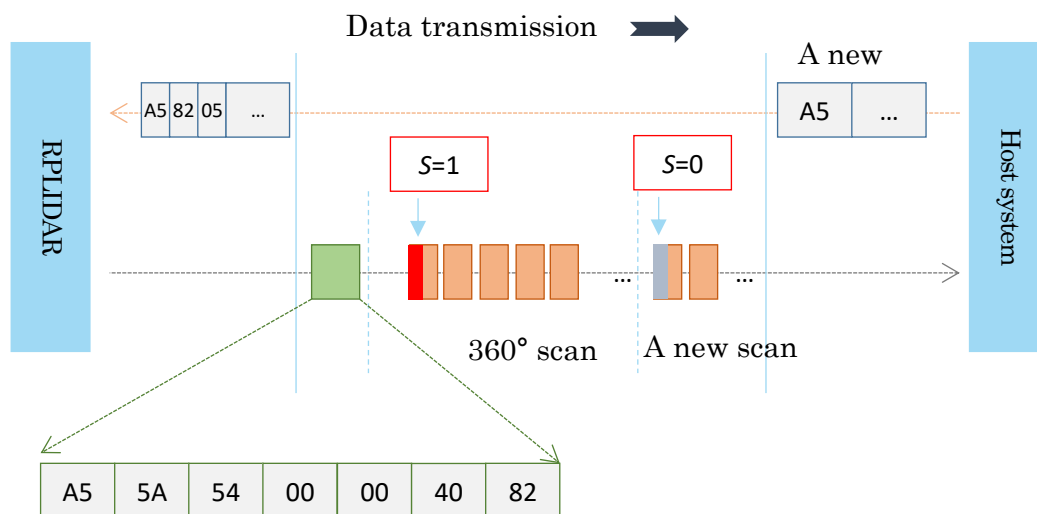 Data transmission
A new
RPLIDAR
A5 82 05 ...
A5 ...
Host system
S=1
S=0
... ...
360° scan
A new scan
A5 5A 54 00 00 40 82